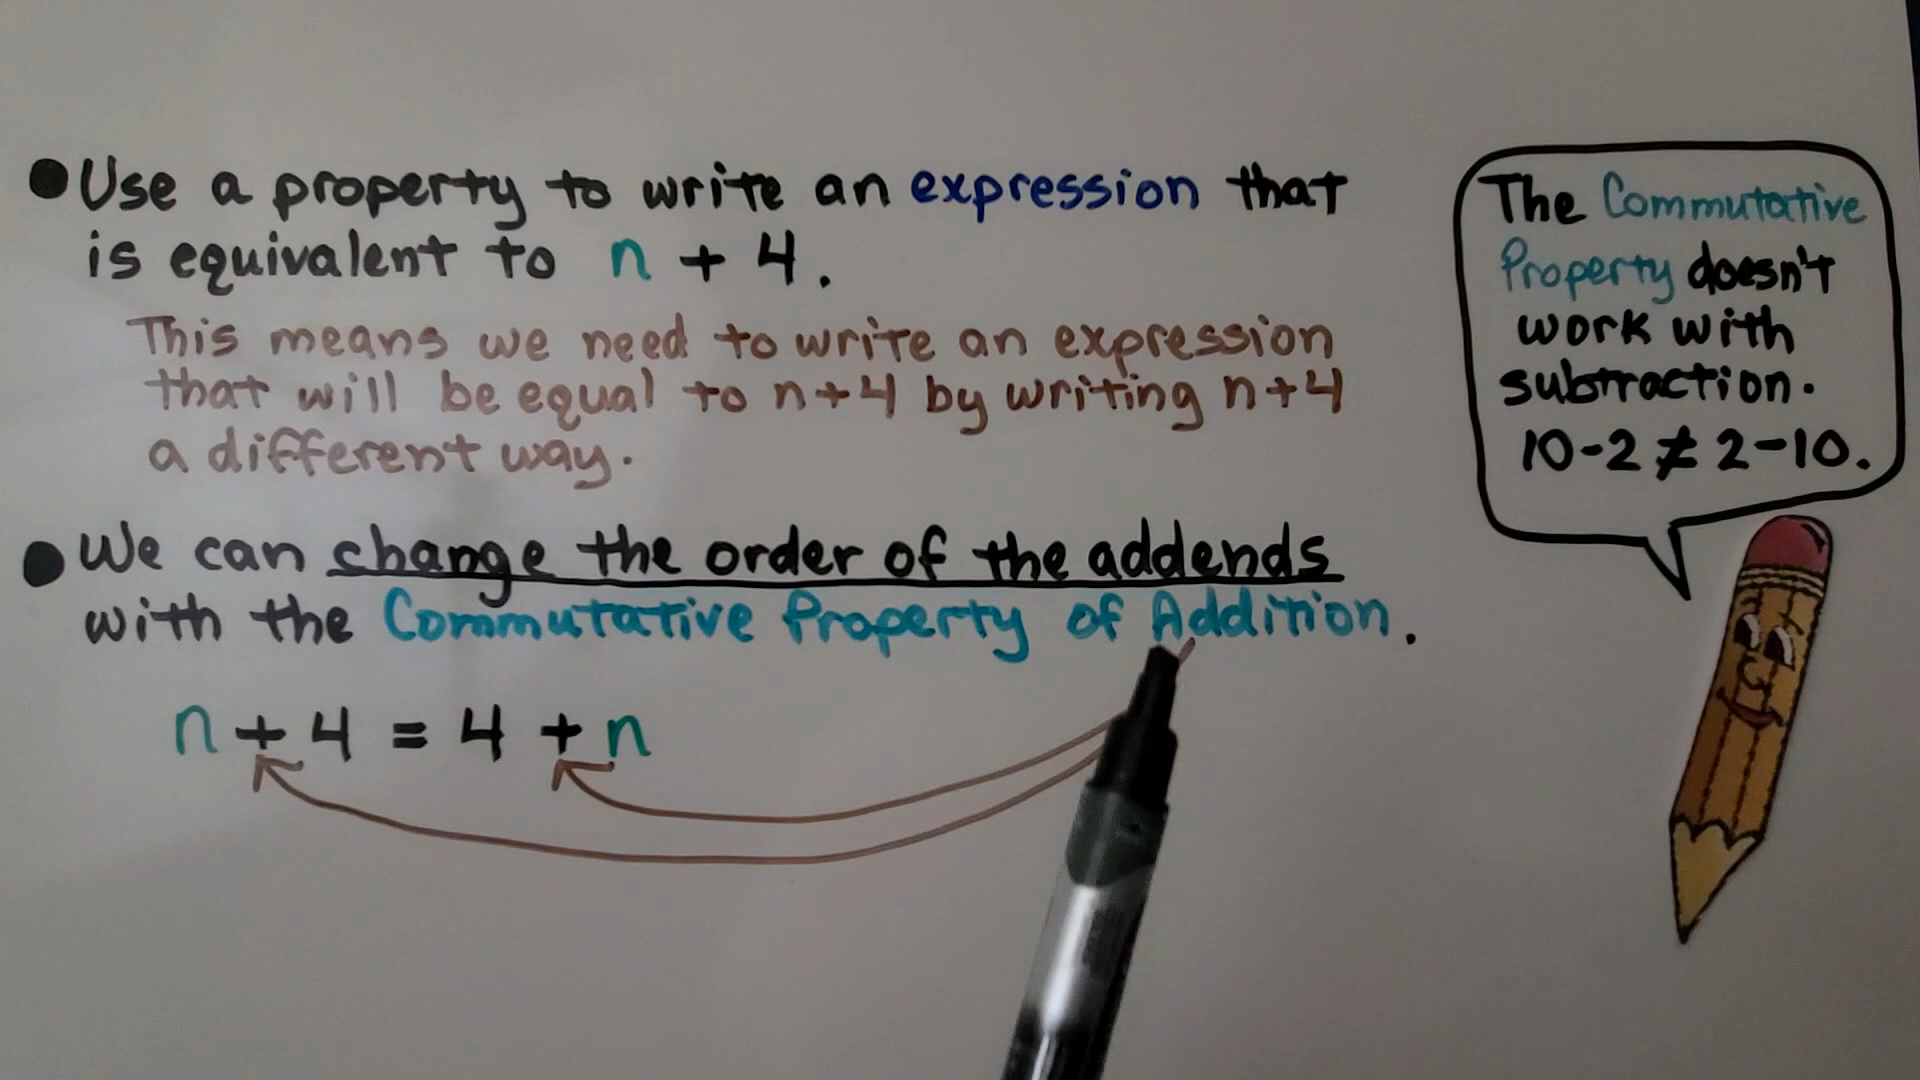 ●Use a property to write an expression that
is equivalent to n + 4.
This means we need to write an expression
that will be equal to n+4 by writing n+4
a different way.
●We can change the order of the addends
with the Commutative Property of Addition.
n + 4 = 4 + n
The Commutative
Property doesn't
work with
subtraction.
10-2 ≠ 2-10.